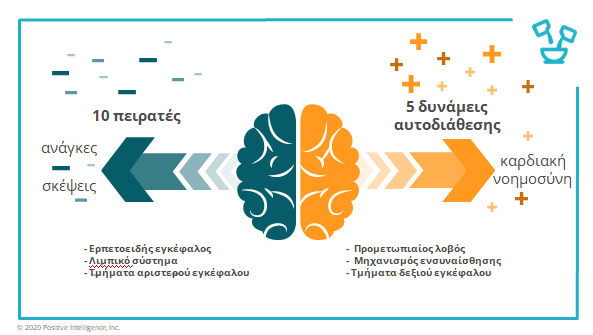 10 πειρατές
5 δυνάμεις
αυτοδιάθεσης
ανάγκες
σκέψεις
καρδιακή
νοημοσύνη
- Ερπετοειδής εγκέφαλος
- Λιμπικό σύστημα
- Τμήματα αριστερού εγκέφαλου
- Προμετωπιαίος λοβός
- Μηχανισμός ενσυναίσθησης
- Τμήματα δεξιού εγκέφαλου
© 2020 Positive Intelligence, Inc.